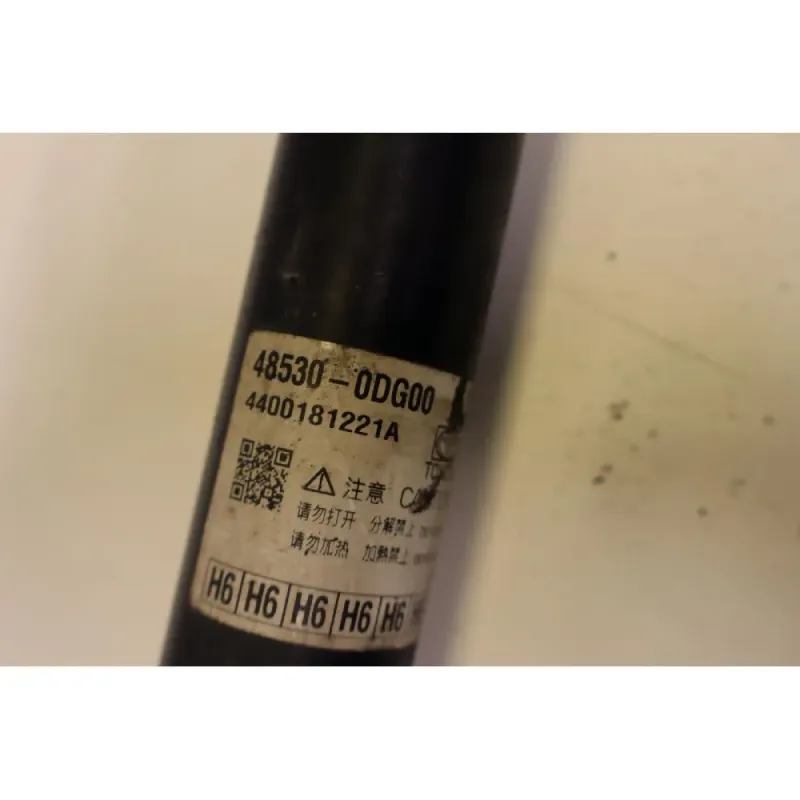 48530-0DG00
4400181221A
注意
请勿打开 分解禁止
请勿加热 加熱禁止
H6 H6 H6 H6 H6